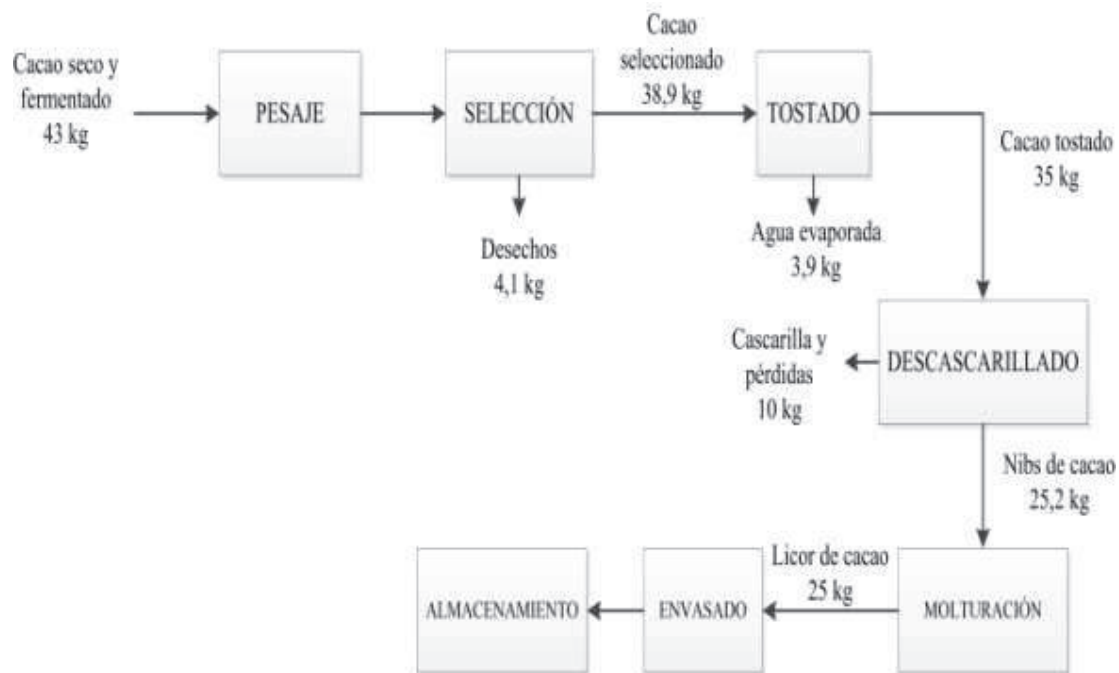 Cacao seco y
fermentado
43 kg
PESAJE
SELECCIÓN
Cacao
seleccionado
38,9 kg
TOSTADO
Cacao tostado
35 kg
Desechos
4,1 kg
Agua evaporada
3,9 kg
Cascarilla y
pérdidas
10 kg
DESCASCARILLADO
Nibs de cacao
25,2 kg
Licor de cacao
25 kg
ALMACENAMIENTO
ENVASADO
MOLTURACIÓN